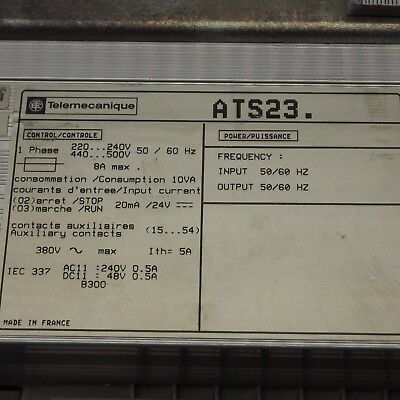 Telemecanique
ATS23.
CONTROL/CONTROLE
1 Phase 220...240V 50 / 60 Hz
440...500V
8A max .
consommation /Consumption 10VA
courants d'entree/Input current
(02)arret /STOP
(03)marche /RUN 20mA /24V
contacts auxiliaires (15...54)
Auxiliary contacts
380V ~ max Ith= 5A
IEC 337 AC11 :240V 0.5A
DC11 : 48V 0.5A
B300
MADE IN FRANCE
POWER/PUISSANCE
FREQUENCY :
INPUT 50/60 HZ
OUTPUT 50/60 HZ